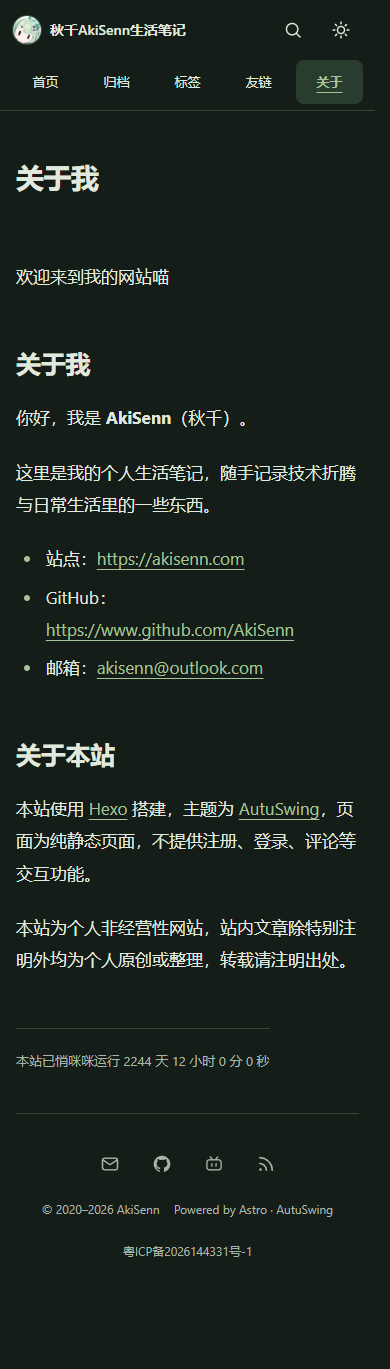 秋千AkiSenn生活笔记
首页
归档
标签
友链
关于
关于我
欢迎来到我的网站喵
关于我
你好，我是 AkiSenn（秋千）。
这里是我的个人生活笔记，随手记录技术折腾
与日常生活里的一些东西。
站点：https://akisenn.com
GitHub：
https://www.github.com/AkiSenn
邮箱：akisenn@outlook.com
关于本站
本站使用 Hexo 搭建，主题为 AutuSwing，页
面为纯静态页面，不提供注册、登录、评论等
交互功能。
本站为个人非经营性网站，站内文章除特别注
明外均为个人原创或整理，转载请注明出处。
本站已悄咪咪运行 2244 天 12 小时 0 分 0 秒
© 2020–2026 AkiSenn Powered by Astro · AutuSwing
粤ICP备2026144331号-1